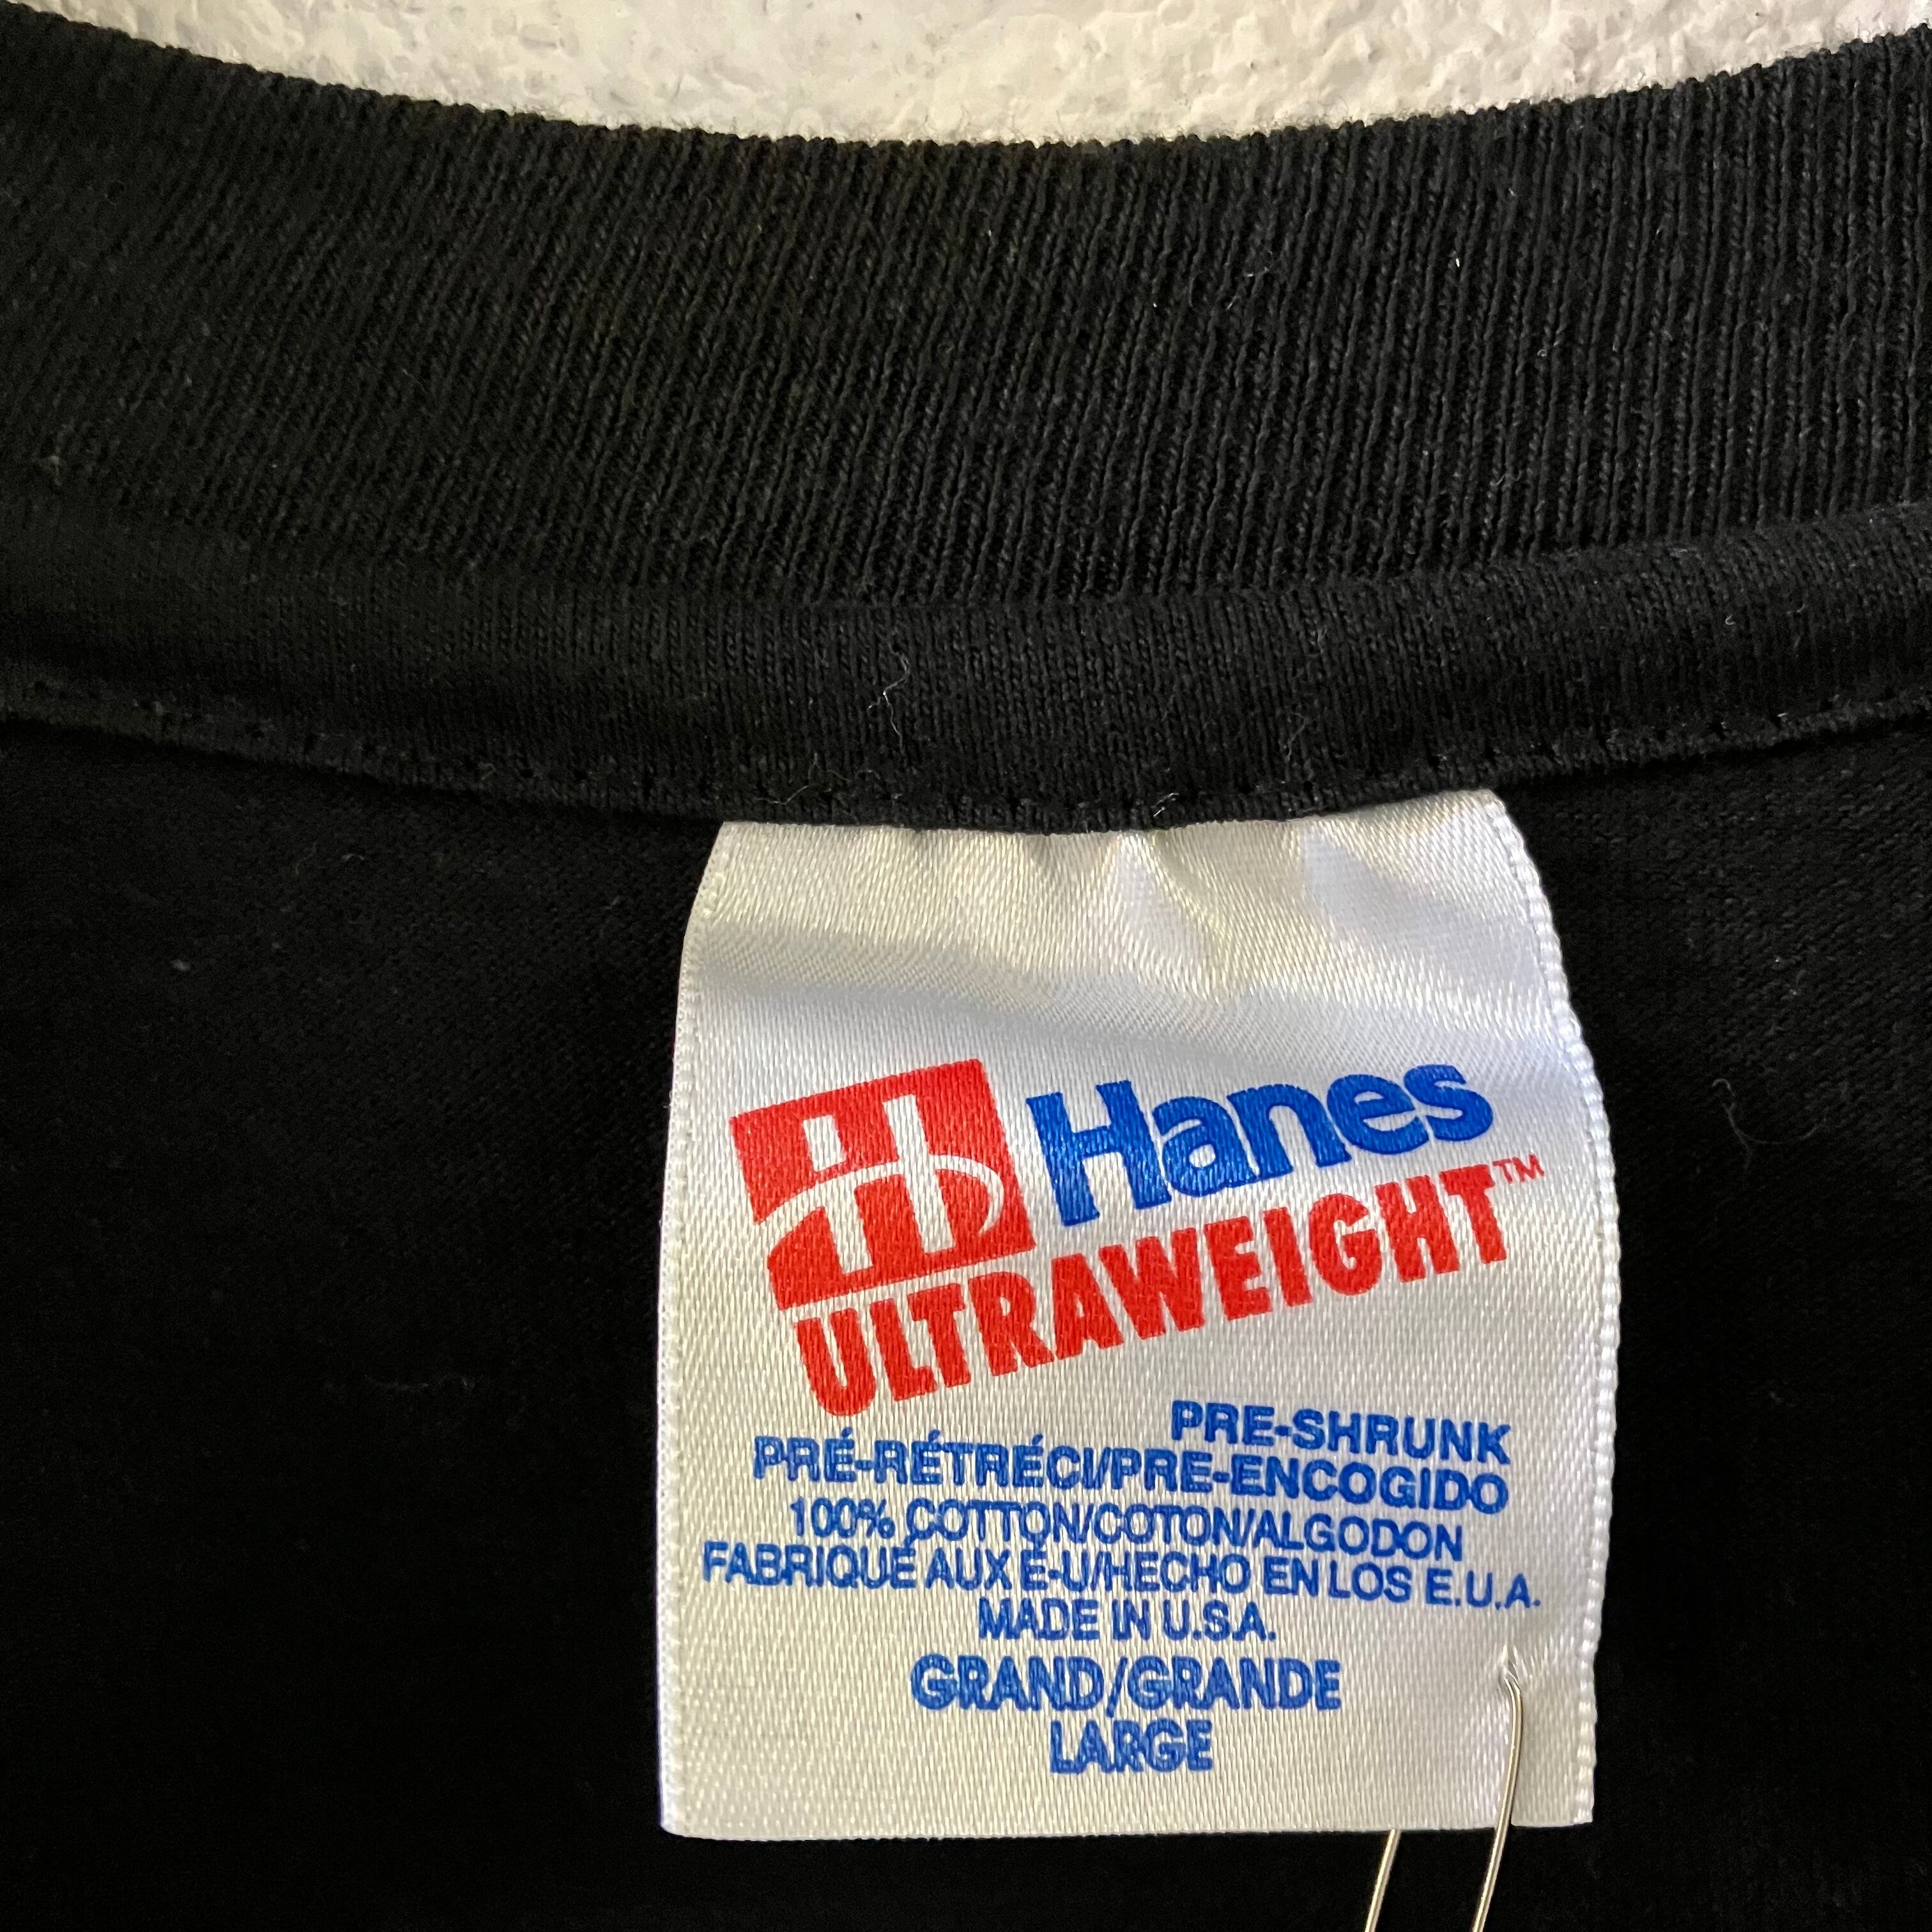 Hanes
ULTRAWEIGHT™
PRE-SHRUNK
PRÉ-RÉTRÉCI/PRE-ENCOGIDO
100% COTTON/COTON/ALGODON
FABRIQUÉ AUX É-U/HECHO EN LOS E.U.A.
MADE IN U.S.A.
GRAND/GRANDE
LARGE